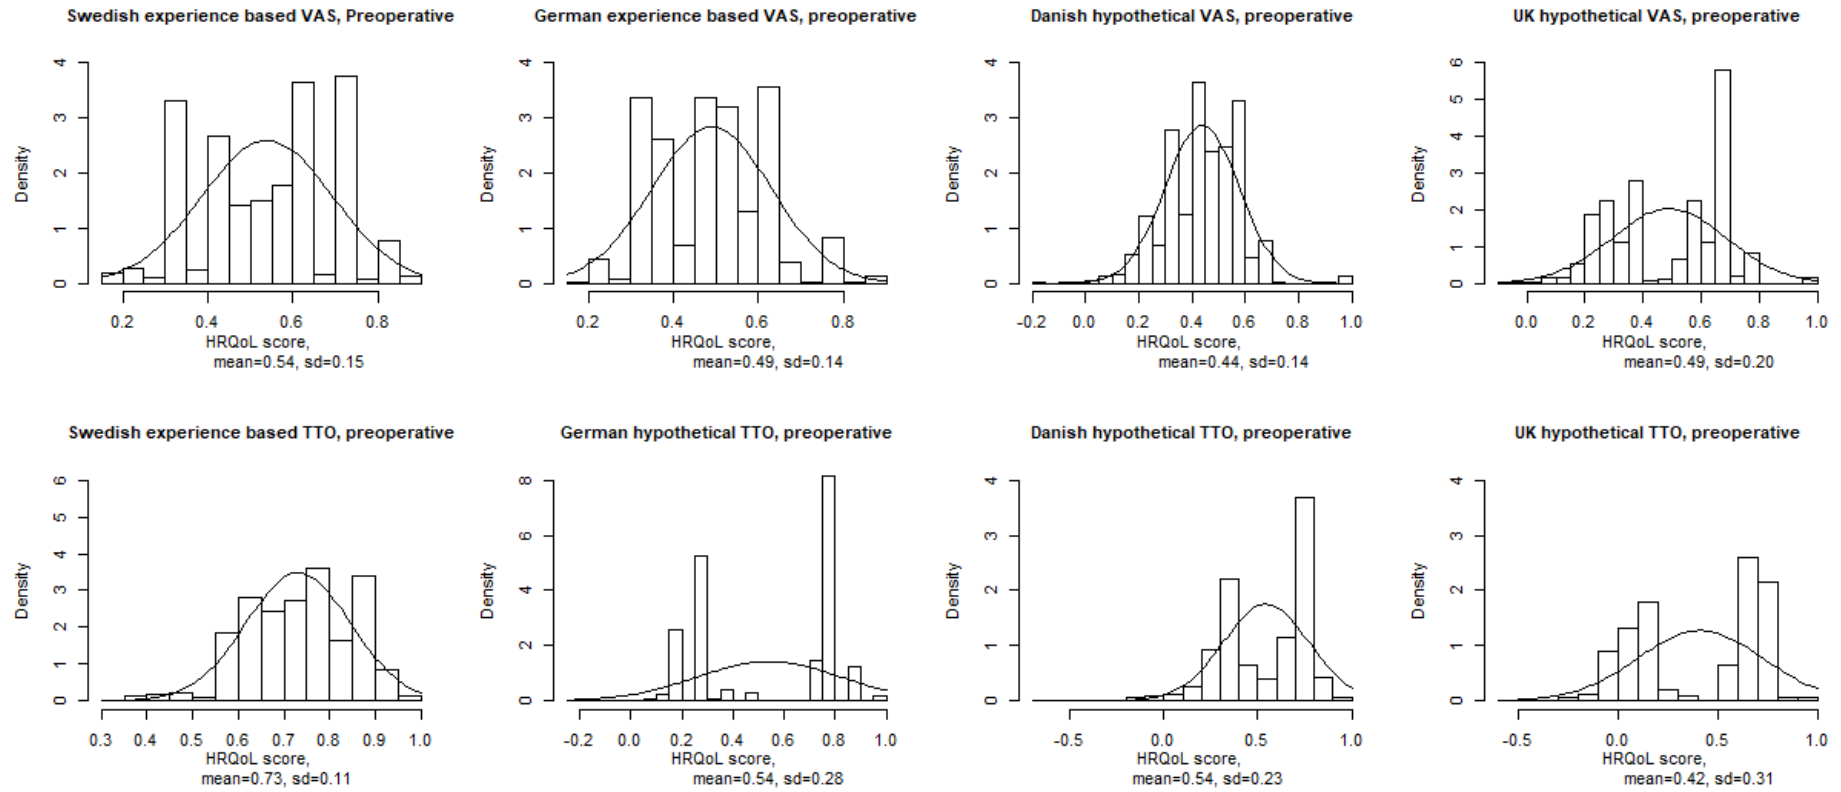 Swedish experience based VAS, Preoperative
4
3
2
1
0
Density
0.2 0.4 0.6 0.8
HRQoL score,
mean=0.54, sd=0.15
German experience based VAS, preoperative
4
3
2
1
0
Density
0.2 0.4 0.6 0.8
HRQoL score,
mean=0.49, sd=0.14
Danish hypothetical VAS, preoperative
4
3
2
1
0
Density
-0.2 0.0 0.2 0.4 0.6 0.8 1.0
HRQoL score,
mean=0.44, sd=0.14
UK hypothetical VAS, preoperative
6
5
4
3
2
1
0
Density
0.0 0.2 0.4 0.6 0.8 1.0
HRQoL score,
mean=0.49, sd=0.20
Swedish experience based TTO, preoperative
6
5
4
3
2
1
0
Density
0.3 0.4 0.5 0.6 0.7 0.8 0.9 1.0
HRQoL score,
mean=0.73, sd=0.11
German hypothetical TTO, preoperative
8
6
4
2
0
Density
-0.2 0.0 0.2 0.4 0.6 0.8 1.0
HRQoL score,
mean=0.54, sd=0.28
Danish hypothetical TTO, preoperative
4
3
2
1
0
Density
-0.5 0.0 0.5 1.0
HRQoL score,
mean=0.54, sd=0.23
UK hypothetical TTO, preoperative
4
3
2
1
0
Density
-0.5 0.0 0.5 1.0
HRQoL score,
mean=0.42, sd=0.31